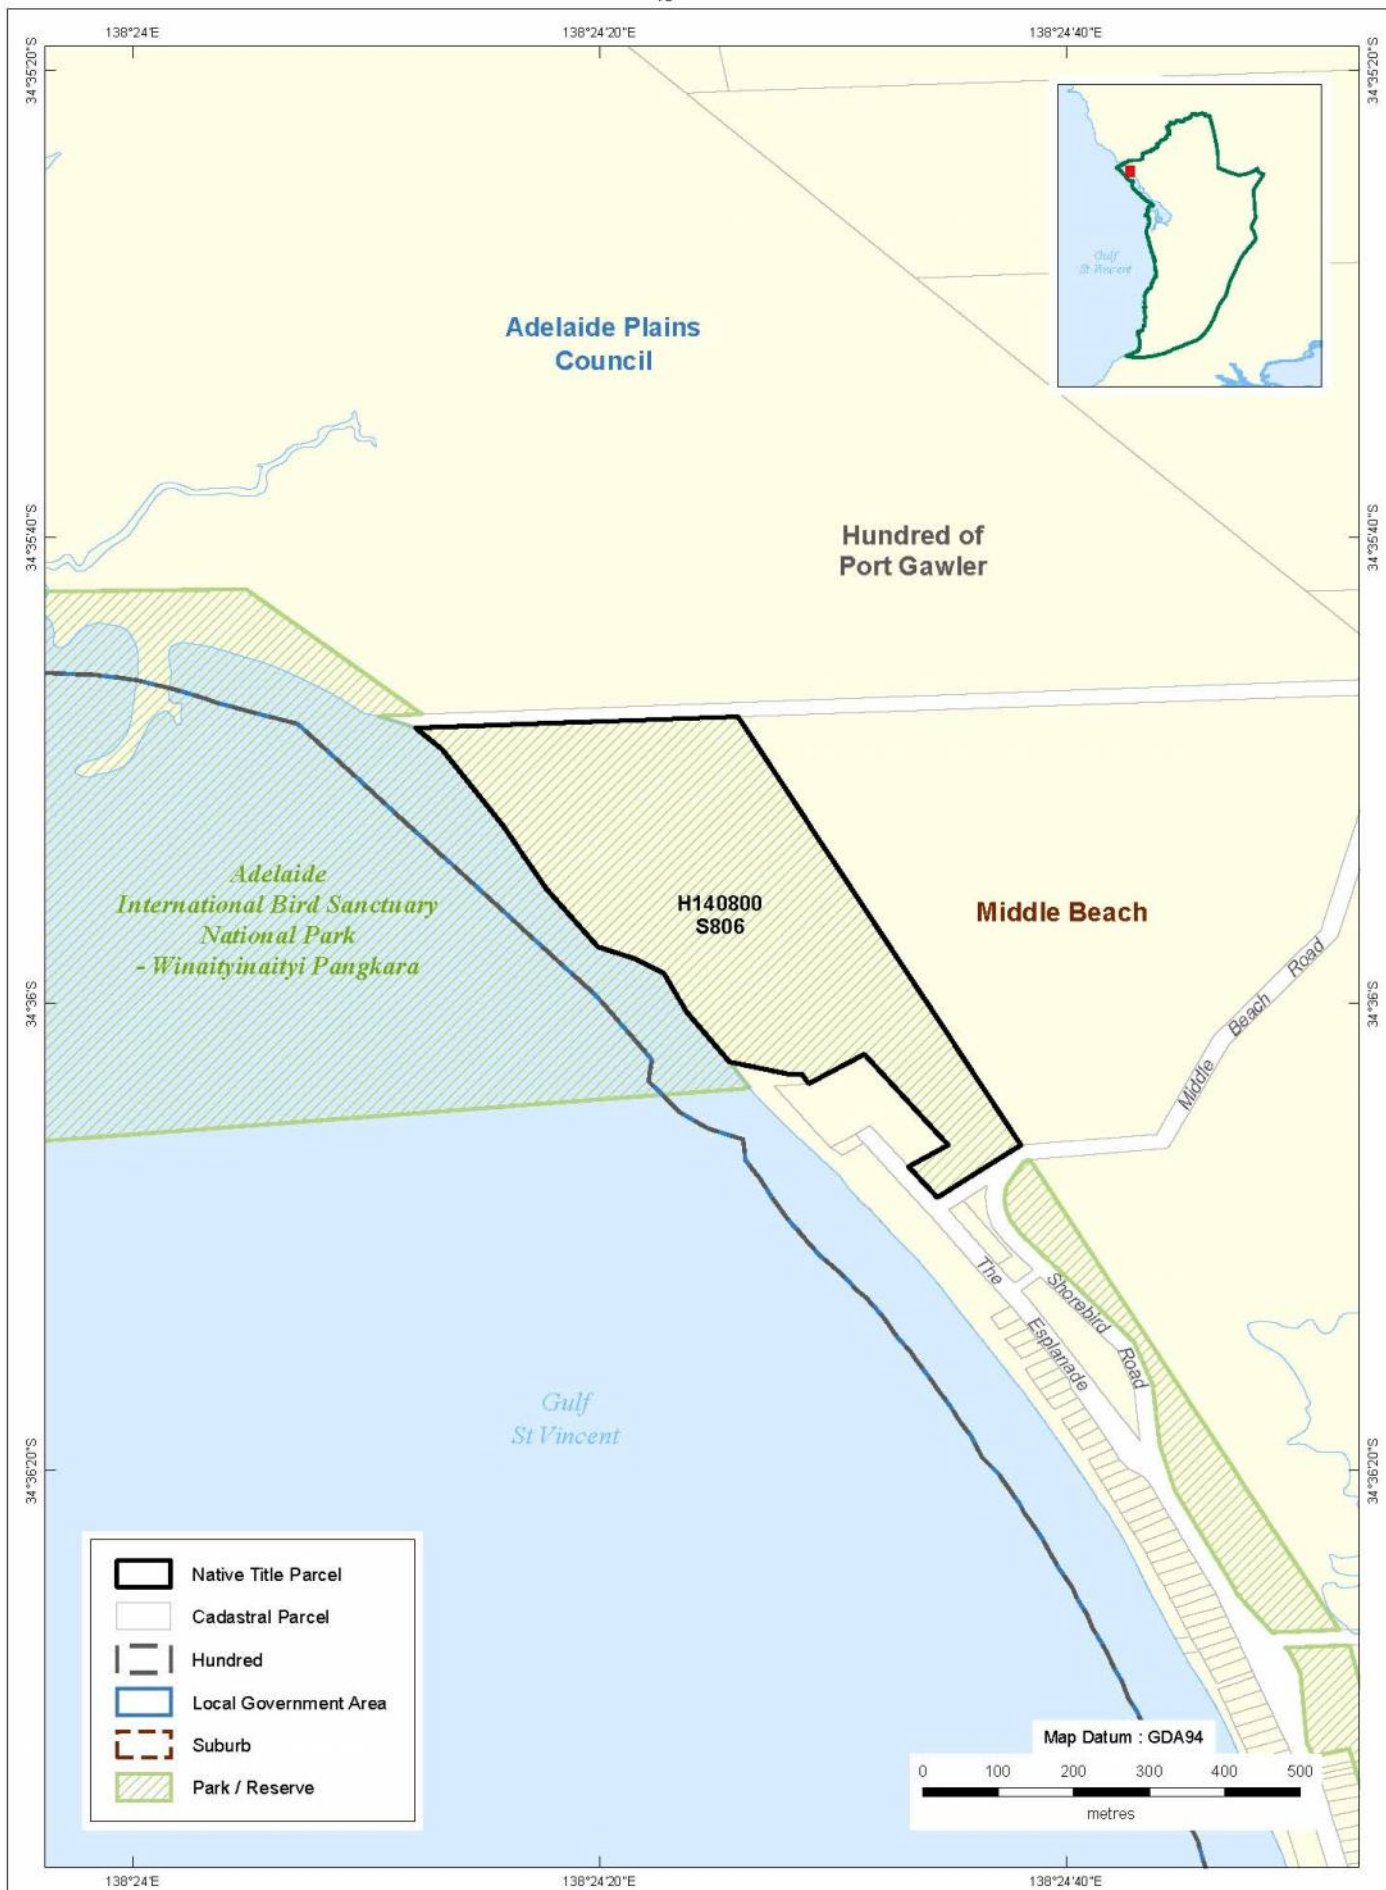 138°24'E
138°24'20"E
138°24'40"E
34°35'20"S
34°35'20"S
Gulf
St Vincent
Adelaide Plains
Council
34°35'40"S
34°35'40"S
Hundred of
Port Gawler
Adelaide
International Bird Sanctuary
National Park
- Winaityinaityi Pangkara
H140800
S806
Middle Beach
Middle Beach Road
34°36'S
34°36'S
The Esplanade
Shorebird Road
Gulf
St Vincent
34°36'20"S
34°36'20"S
Native Title Parcel
Cadastral Parcel
Hundred
Local Government Area
Suburb
Park / Reserve
Map Datum : GDA94
0 100 200 300 400 500
metres
138°24'E
138°24'20"E
138°24'40"E